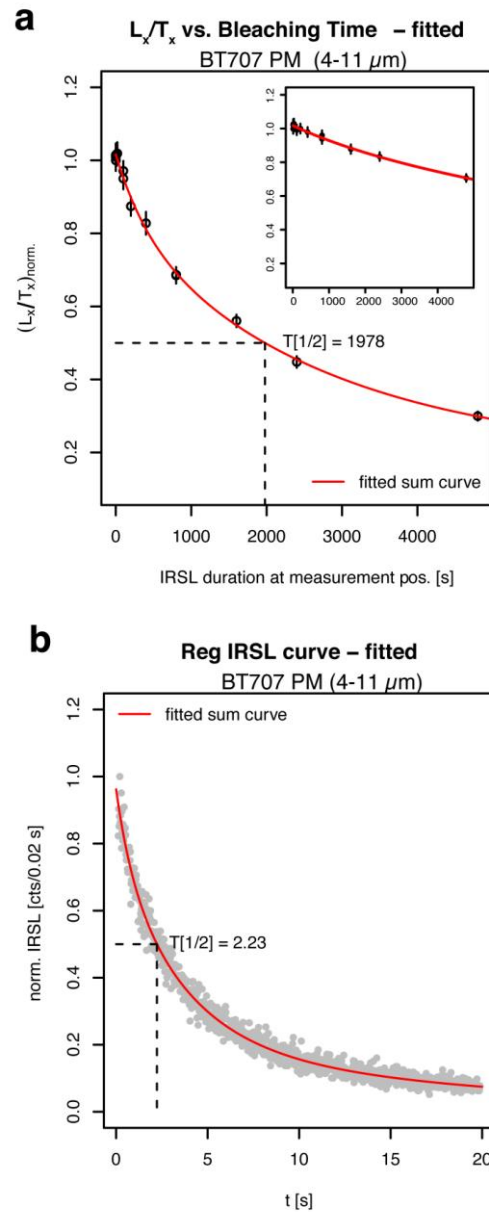 a
Lₓ/Tₓ vs. Bleaching Time – fitted
BT707 PM (4-11 µm)
(Lₓ/Tₓ)norm.
1.2
1.0
0.8
0.6
0.4
0.2
1.2
1.0
0.8
0.6
0.4
0.2
0 1000 2000 3000 4000
T[1/2] = 1978
fitted sum curve
0 1000 2000 3000 4000
IRSL duration at measurement pos. [s]
b
Reg IRSL curve – fitted
BT707 PM (4-11 µm)
fitted sum curve
norm. IRSL [cts/0.02 s]
1.2
1.0
0.8
0.6
0.4
0.2
0.0
T[1/2] = 2.23
0 5 10 15 20
t [s]